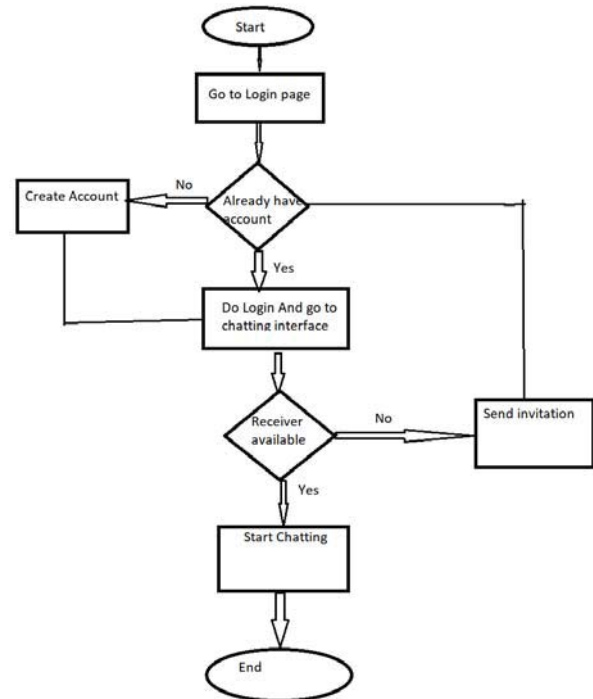 Start
Go to Login page
No
Create Account
Already have
account
Yes
Do Login And go to
chatting interface
Receiver
available
No
Send invitation
Yes
Start Chatting
End